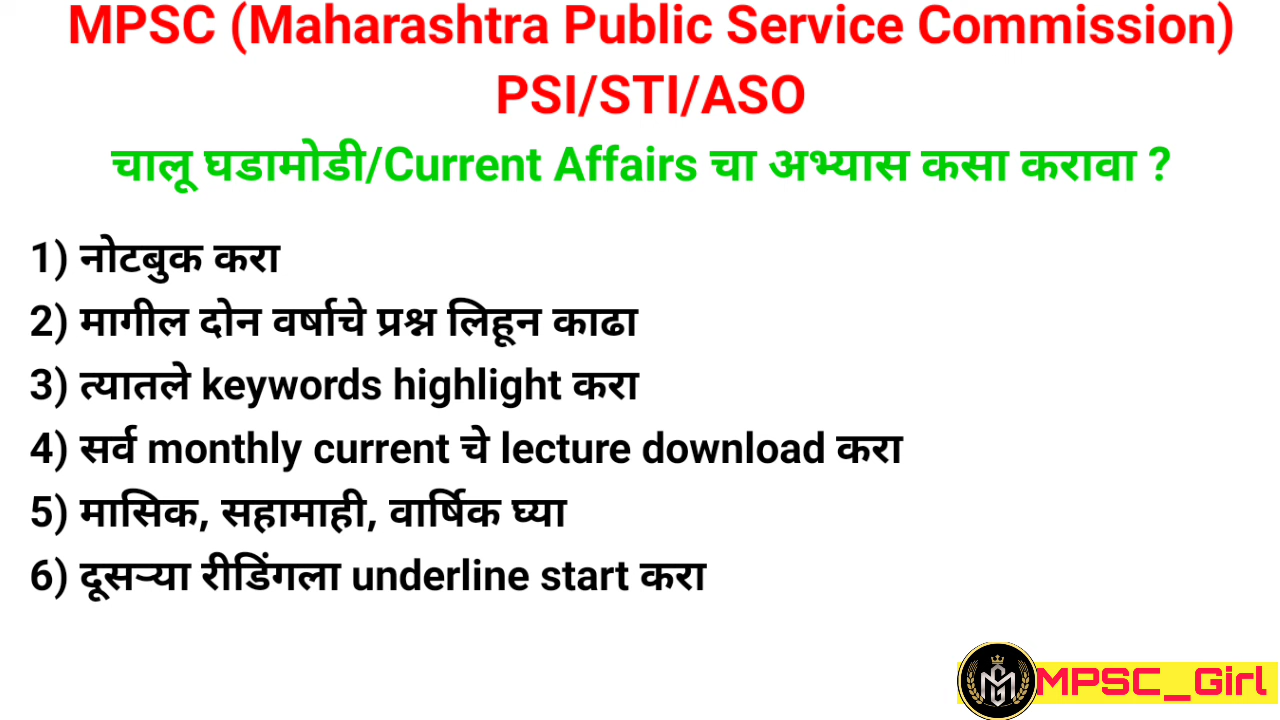 MPSC (Maharashtra Public Service Commission)
PSI/STI/ASO
चालू घडामोडी/Current Affairs चा अभ्यास कसा करावा ?
1) नोटबुक करा
2) मागील दोन वर्षाचे प्रश्न लिहून काढा
3) त्यातले keywords highlight करा
4) सर्व monthly current चे lecture download करा
5) मासिक, सहामाही, वार्षिक घ्या
6) दूसऱ्या रीडिंगला underline start करा
MPSC_Girl